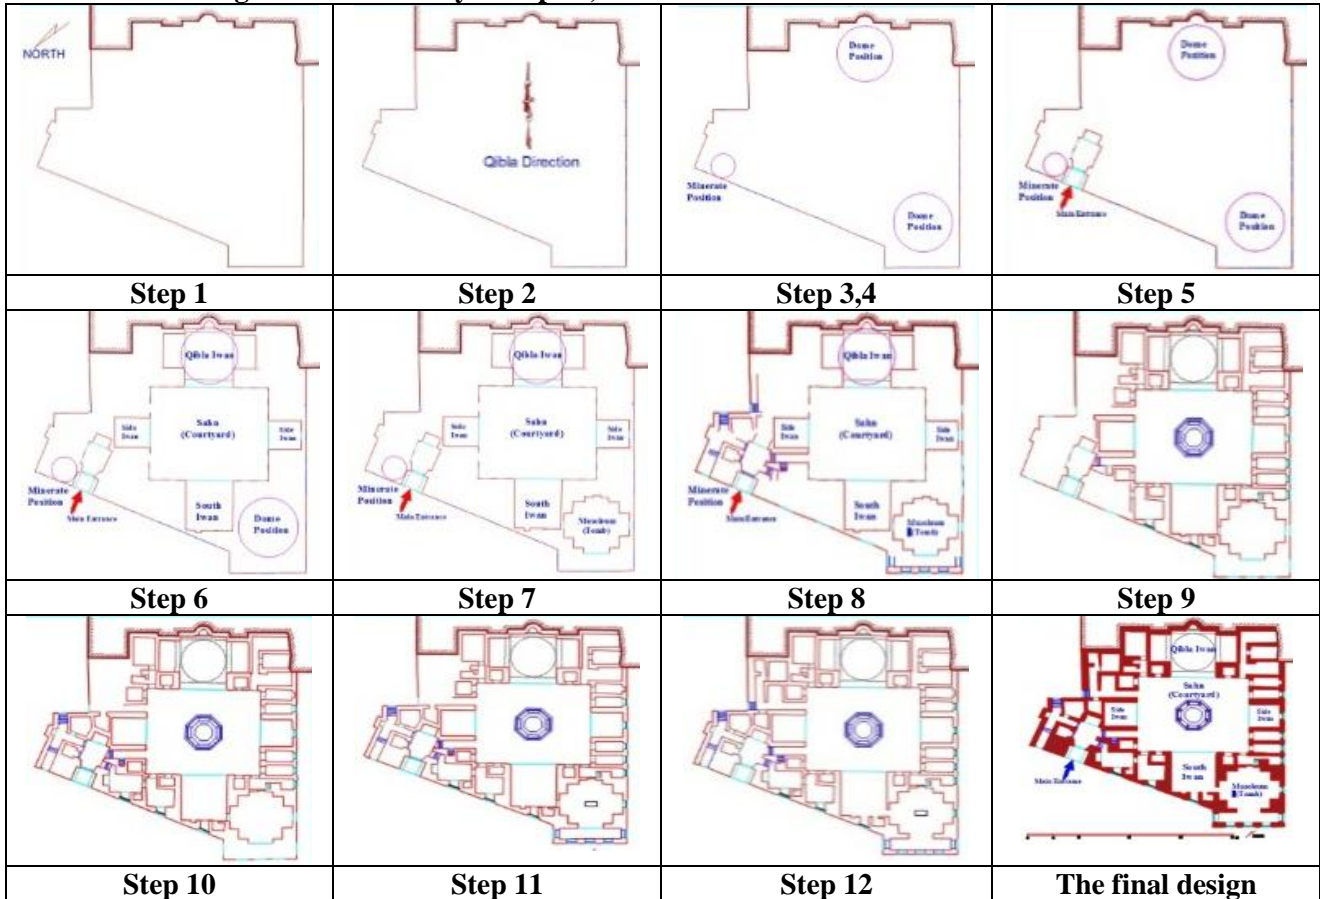 NORTH
Qibla Direction
Dome
Position
Minerate
Position
Dome
Position
Dome
Position
Minerate
Position
Main Entrance
Dome
Position
Step 1
Step 2
Step 3,4
Step 5
Qibla Iwan
Sahn
(Courtyard)
Side
Iwan
Side
Iwan
Minerate
Position
Main Entrance
South
Iwan
Dome
Position
Qibla Iwan
Sahn
(Courtyard)
Side
Iwan
Side
Iwan
Minerate
Position
Main Entrance
South
Iwan
(Tomb)
Qibla Iwan
Sahn
(Courtyard)
Side
Iwan
Side
Iwan
Minerate
Position
Main Entrance
South
Iwan
(Tomb)
Step 6
Step 7
Step 8
Step 9
Qibla Iwan
Sahn
(Courtyard)
Side
Iwan
Side
Iwan
Main Entrance
South
Iwan
(Tomb)
Step 10
Step 11
Step 12
The final design